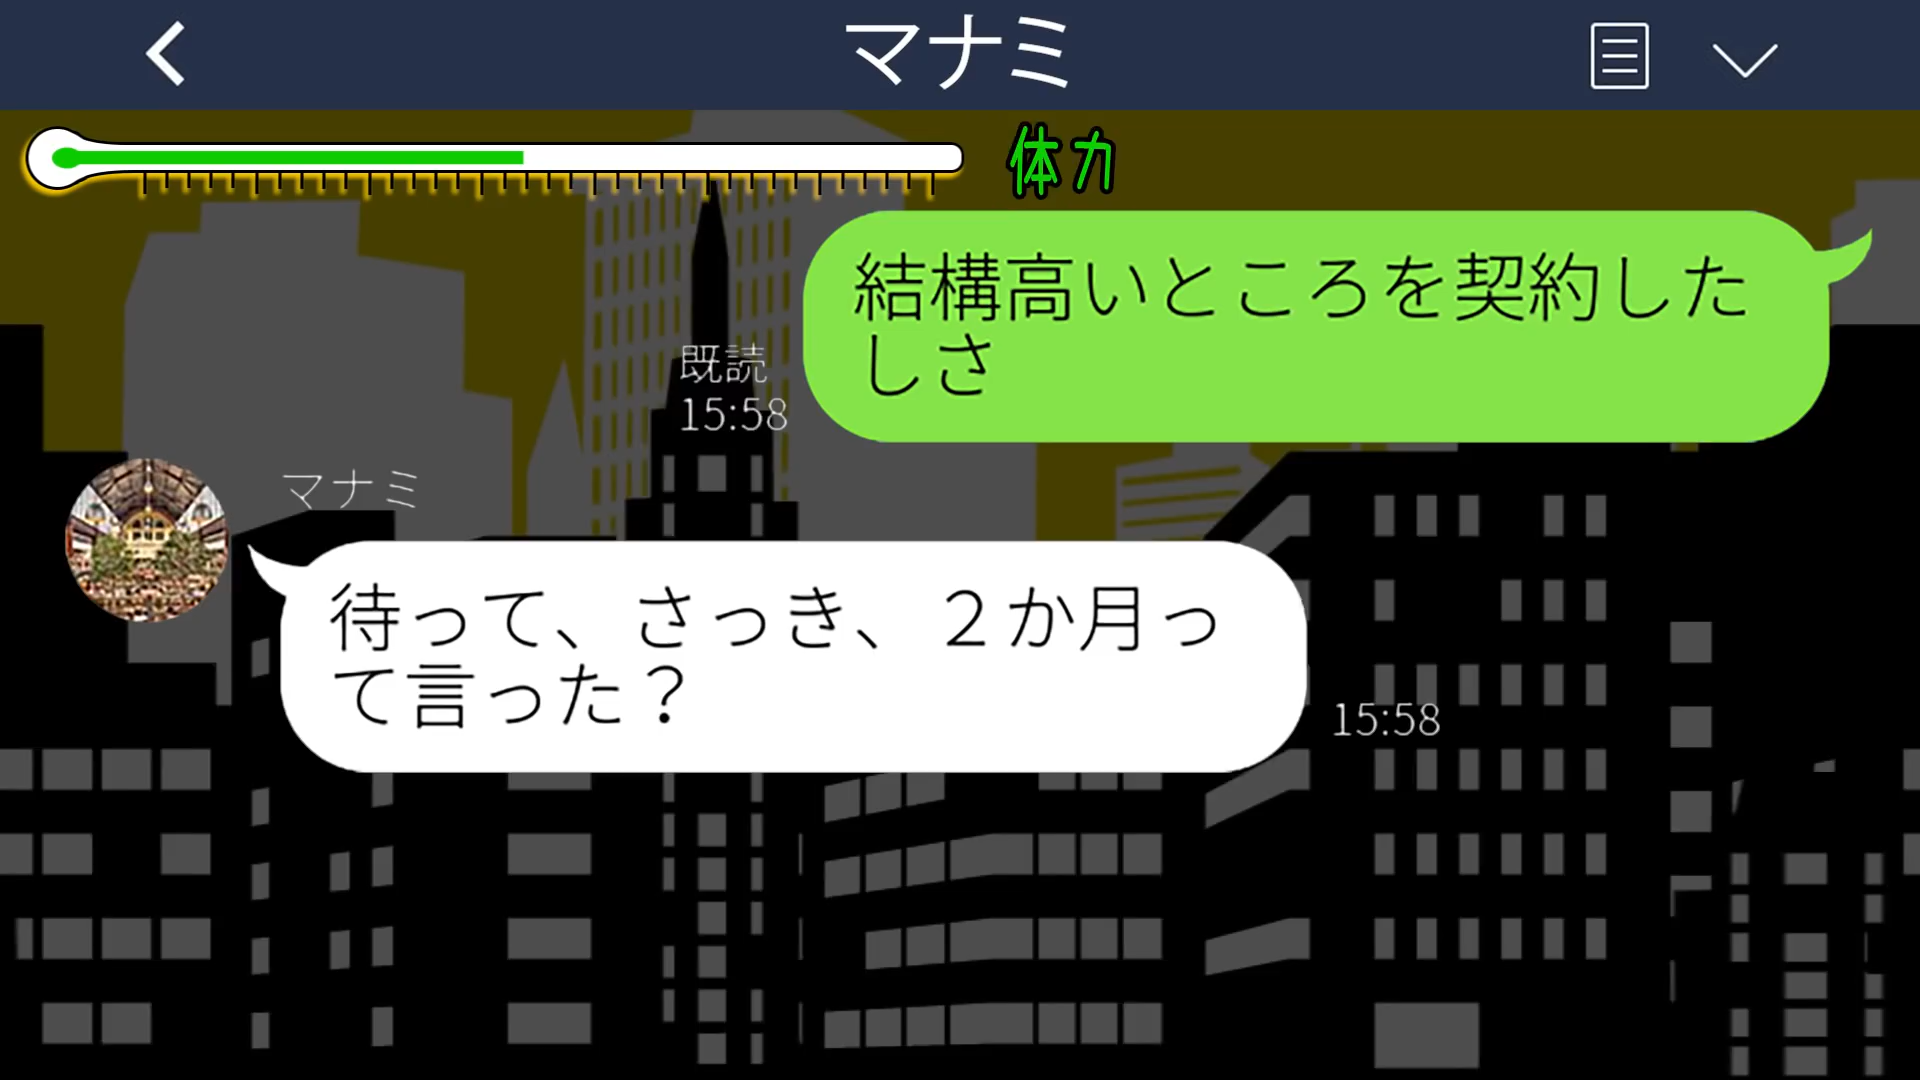 マナミ
体力
結構高いところを契約した
しさ
既読
15:58
マナミ
待って、さっき、２か月っ
て言った？
15:58